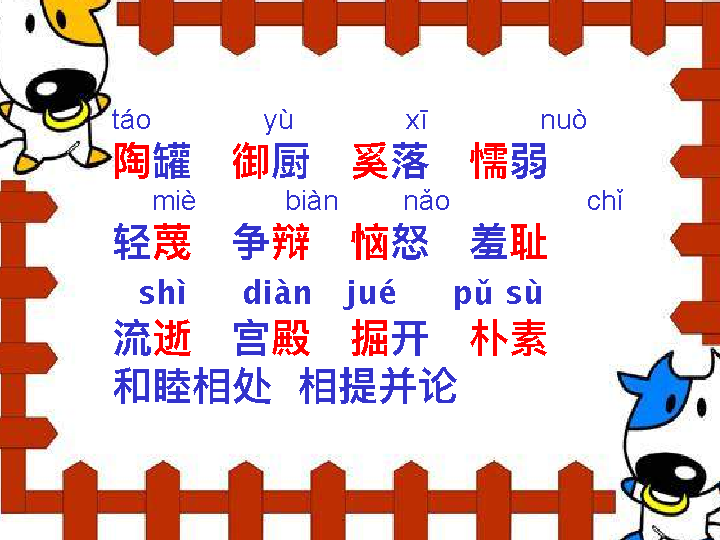 táo yù xī nuò
陶罐 御厨 奚落 懦弱
miè biàn nǎo chǐ
轻蔑 争辩 恼怒 羞耻
shì diàn jué pǔ sù
流逝 宫殿 掘开 朴素
和睦相处 相提并论